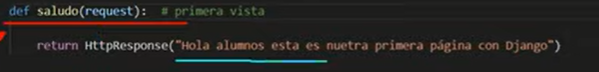 def saludo(request):  # primera vista
return HttpResponse("Hola alumnos esta es nuetra primera página con Django")